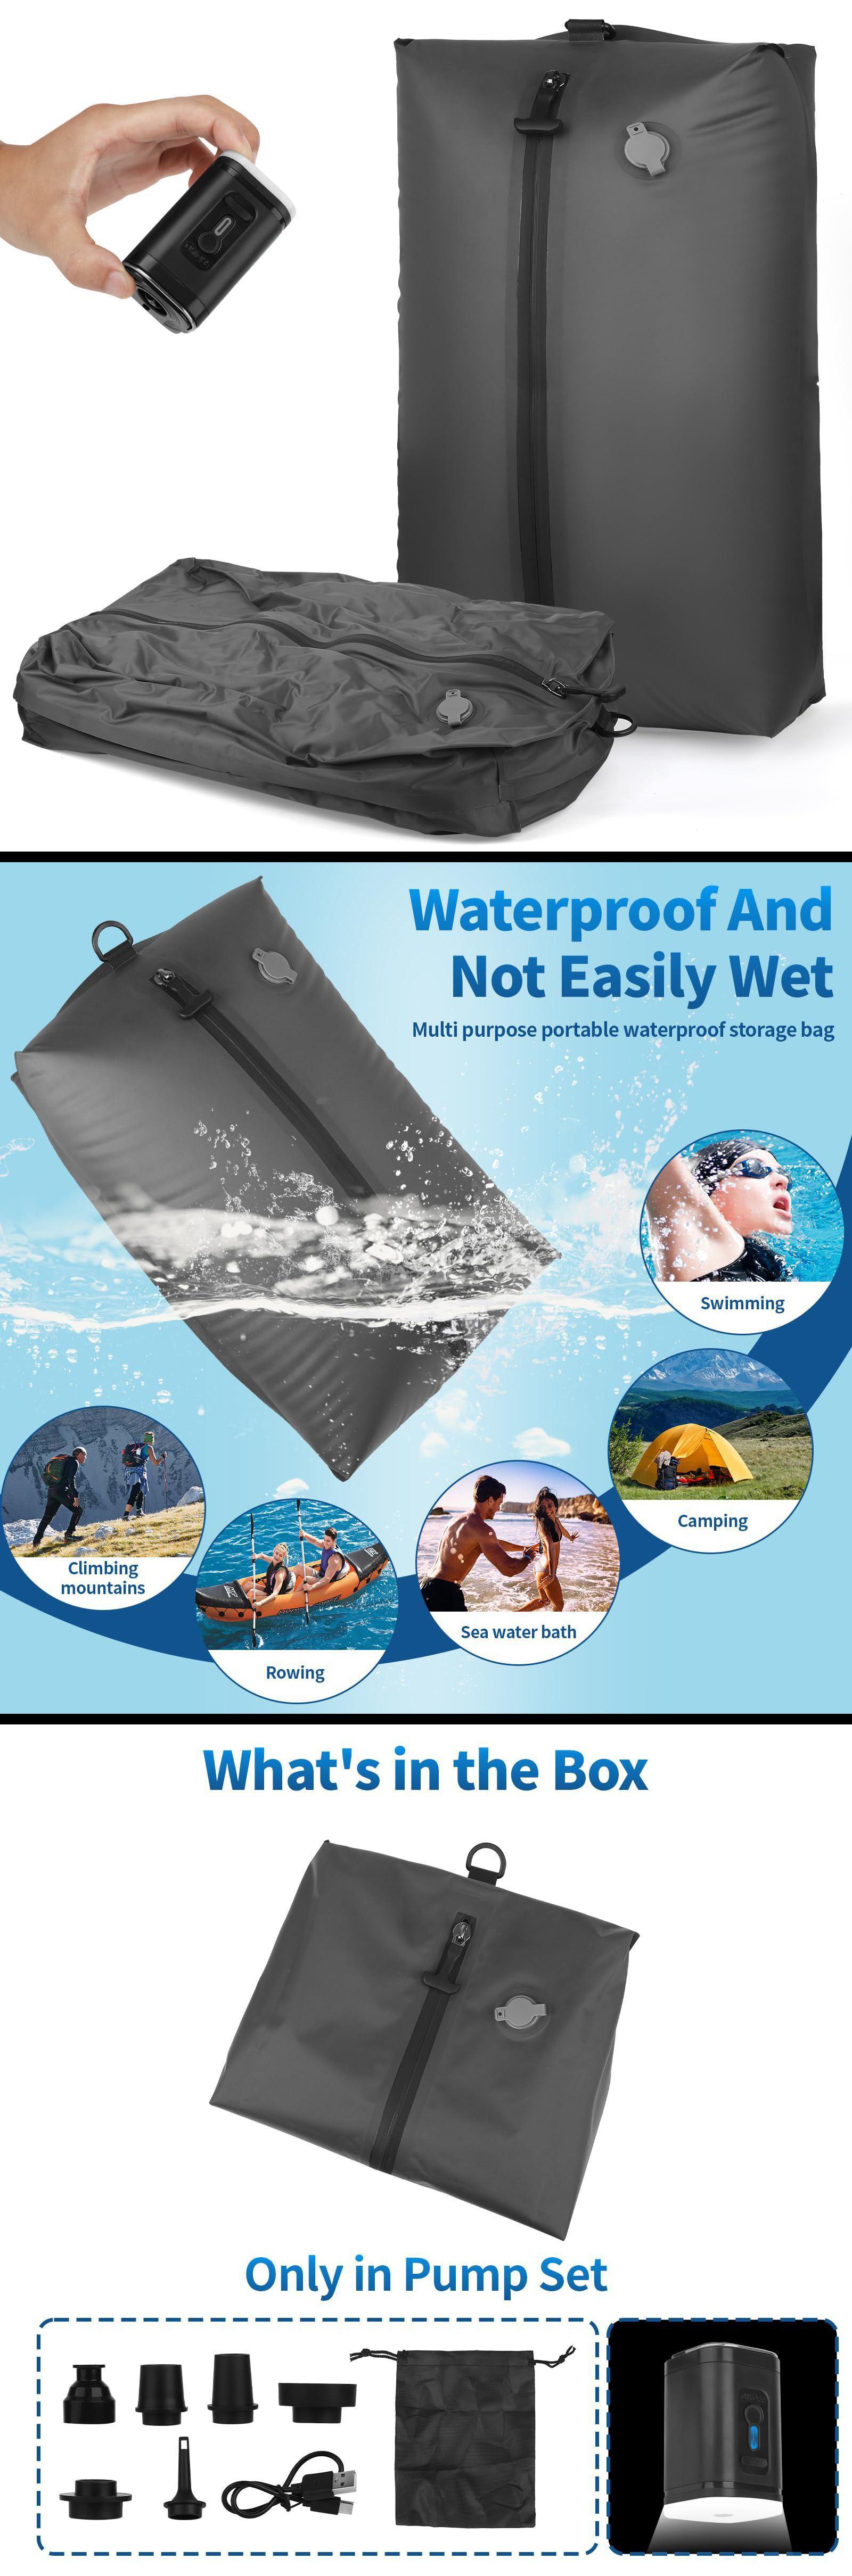 Waterproof And
Not Easily Wet
Multi purpose portable waterproof storage bag
Swimming
Camping
Climbing
mountains
Rowing
Sea water bath
What's in the Box
Only in Pump Set